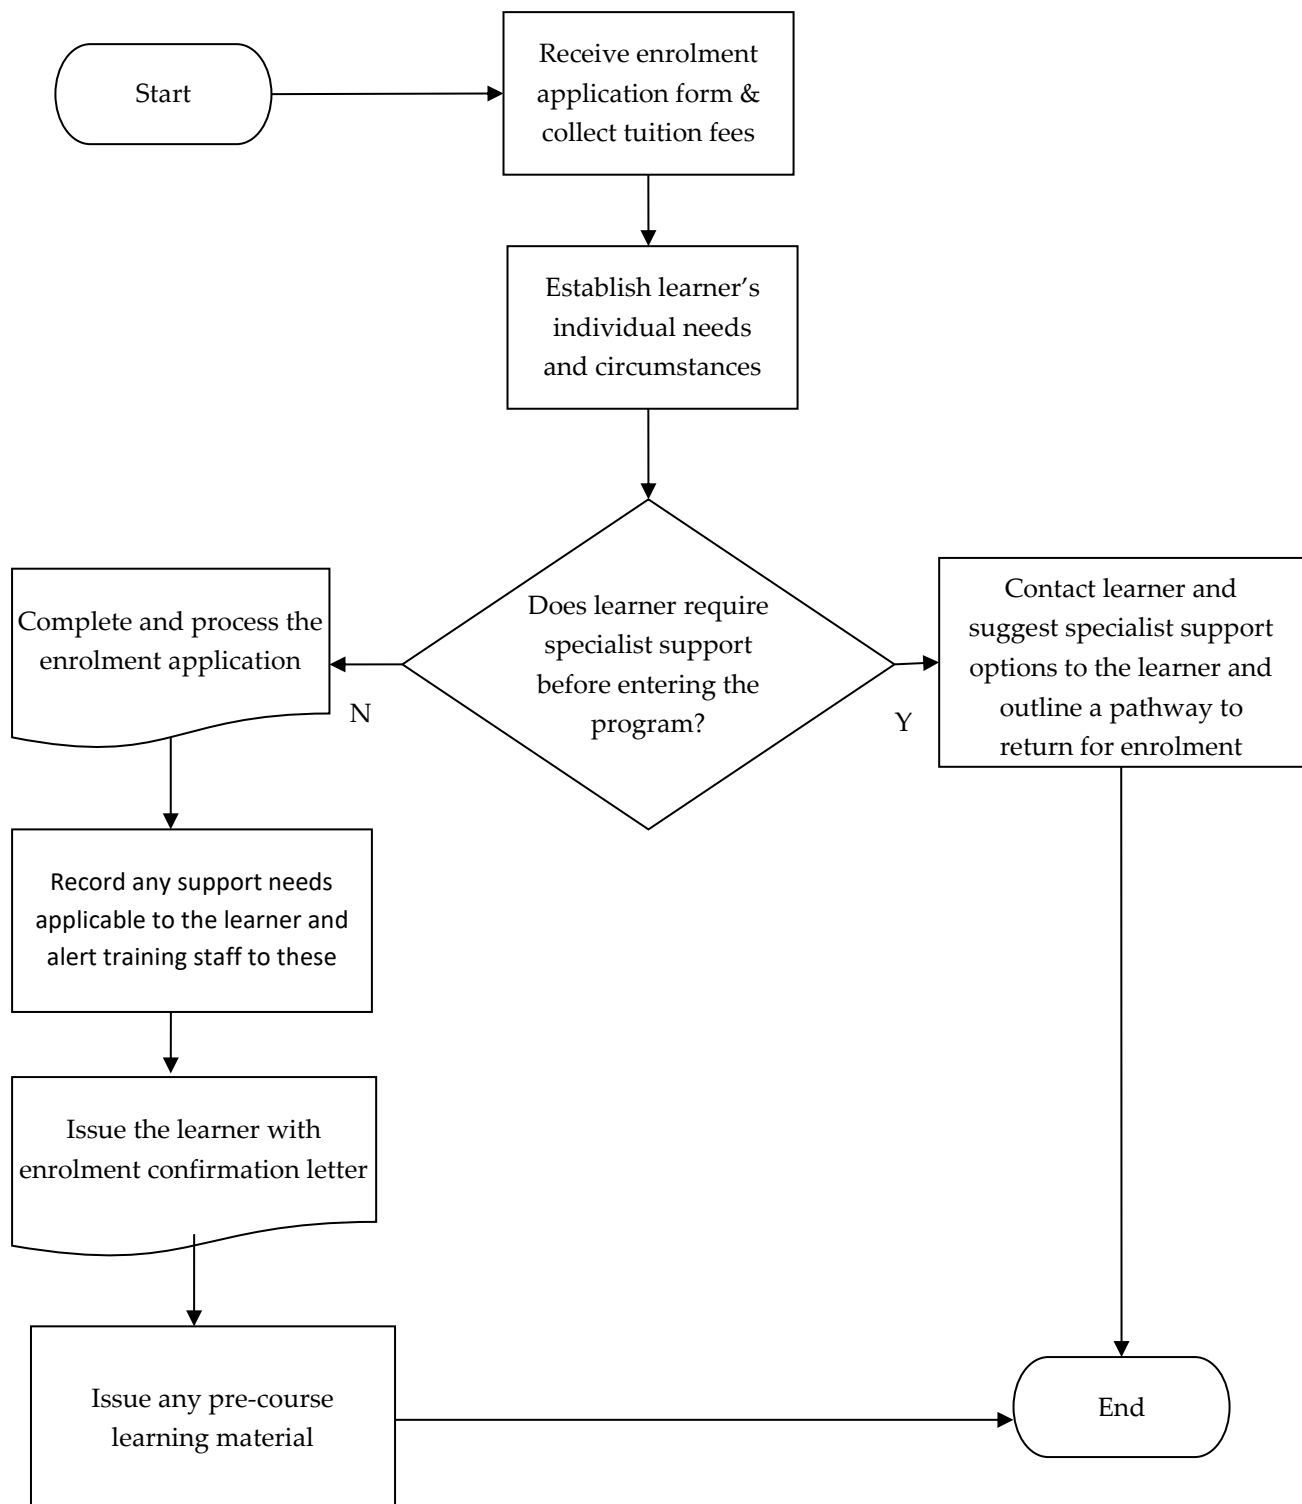 Start
Receive enrolment
application form &
collect tuition fees
Establish learner’s
individual needs
and circumstances
Does learner require
specialist support
before entering the
program?
N
Y
Complete and process the
enrolment application
Contact learner and
suggest specialist support
options to the learner and
outline a pathway to
return for enrolment
Record any support needs
applicable to the learner and
alert training staff to these
Issue the learner with
enrolment confirmation letter
Issue any pre-course
learning material
End